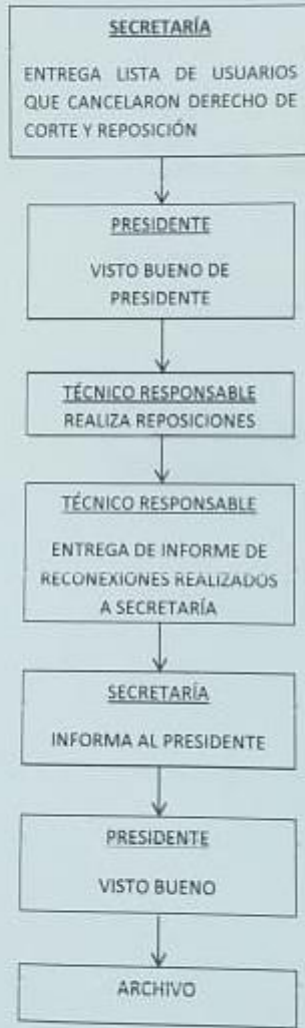 SECRETARÍA
ENTREGA LISTA DE USUARIOS
QUE CANCELARON DERECHO DE
CORTE Y REPOSICIÓN
PRESIDENTE
VISTO BUENO DE
PRESIDENTE
TÉCNICO RESPONSABLE
REALIZA REPOSICIONES
TÉCNICO RESPONSABLE
ENTREGA DE INFORME DE
RECONEXIONES REALIZADOS
A SECRETARÍA
SECRETARÍA
INFORMA AL PRESIDENTE
PRESIDENTE
VISTO BUENO
ARCHIVO